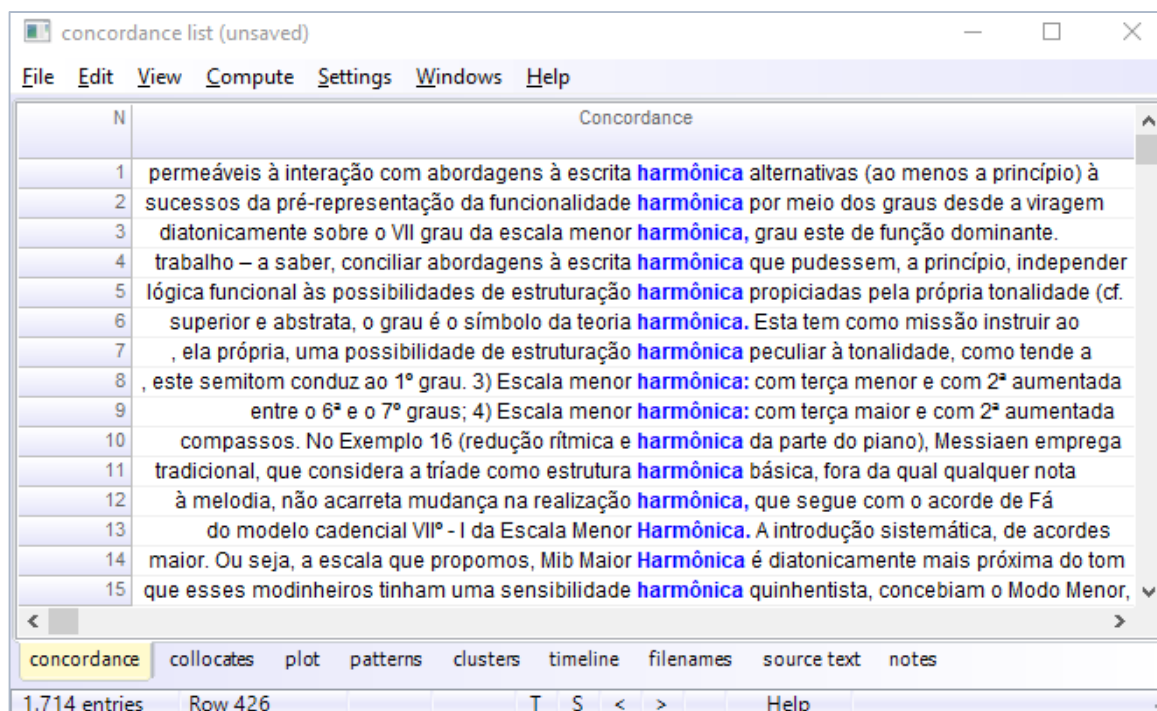 concordance list (unsaved)
File Edit View Compute Settings Windows Help
N Concordance
1 permeáveis à interação com abordagens à escrita harmônica alternativas (ao menos a princípio) à
2 sucessos da pré-representação da funcionalidade harmônica por meio dos graus desde a viragem
3 diatonicamente sobre o VII grau da escala menor harmônica, grau este de função dominante.
4 trabalho – a saber, conciliar abordagens à escrita harmônica que pudessem, a princípio, independer
5 lógica funcional às possibilidades de estruturação harmônica propiciadas pela própria tonalidade (cf.
6 superior e abstrata, o grau é o símbolo da teoria harmônica. Esta tem como missão instruir ao
7 , ela própria, uma possibilidade de estruturação harmônica peculiar à tonalidade, como tende a
8 , este semitom conduz ao 1º grau. 3) Escala menor harmônica: com terça menor e com 2ª aumentada
9 entre o 6ª e o 7º graus; 4) Escala menor harmônica: com terça maior e com 2ª aumentada
10 compassos. No Exemplo 16 (redução rítmica e harmônica da parte do piano), Messiaen emprega
11 tradicional, que considera a tríade como estrutura harmônica básica, fora da qual qualquer nota
12 à melodia, não acarreta mudança na realização harmônica, que segue com o acorde de Fá
13 do modelo cadencial VIIº - I da Escala Menor Harmônica. A introdução sistemática, de acordes
14 maior. Ou seja, a escala que propomos, Mib Maior Harmônica é diatonicamente mais próxima do tom
15 que esses modinheiros tinham uma sensibilidade harmônica quinhentista, concebiam o Modo Menor,
concordance collocates plot patterns clusters timeline filenames source text notes
1.714 entries Row 426 T S < > Help